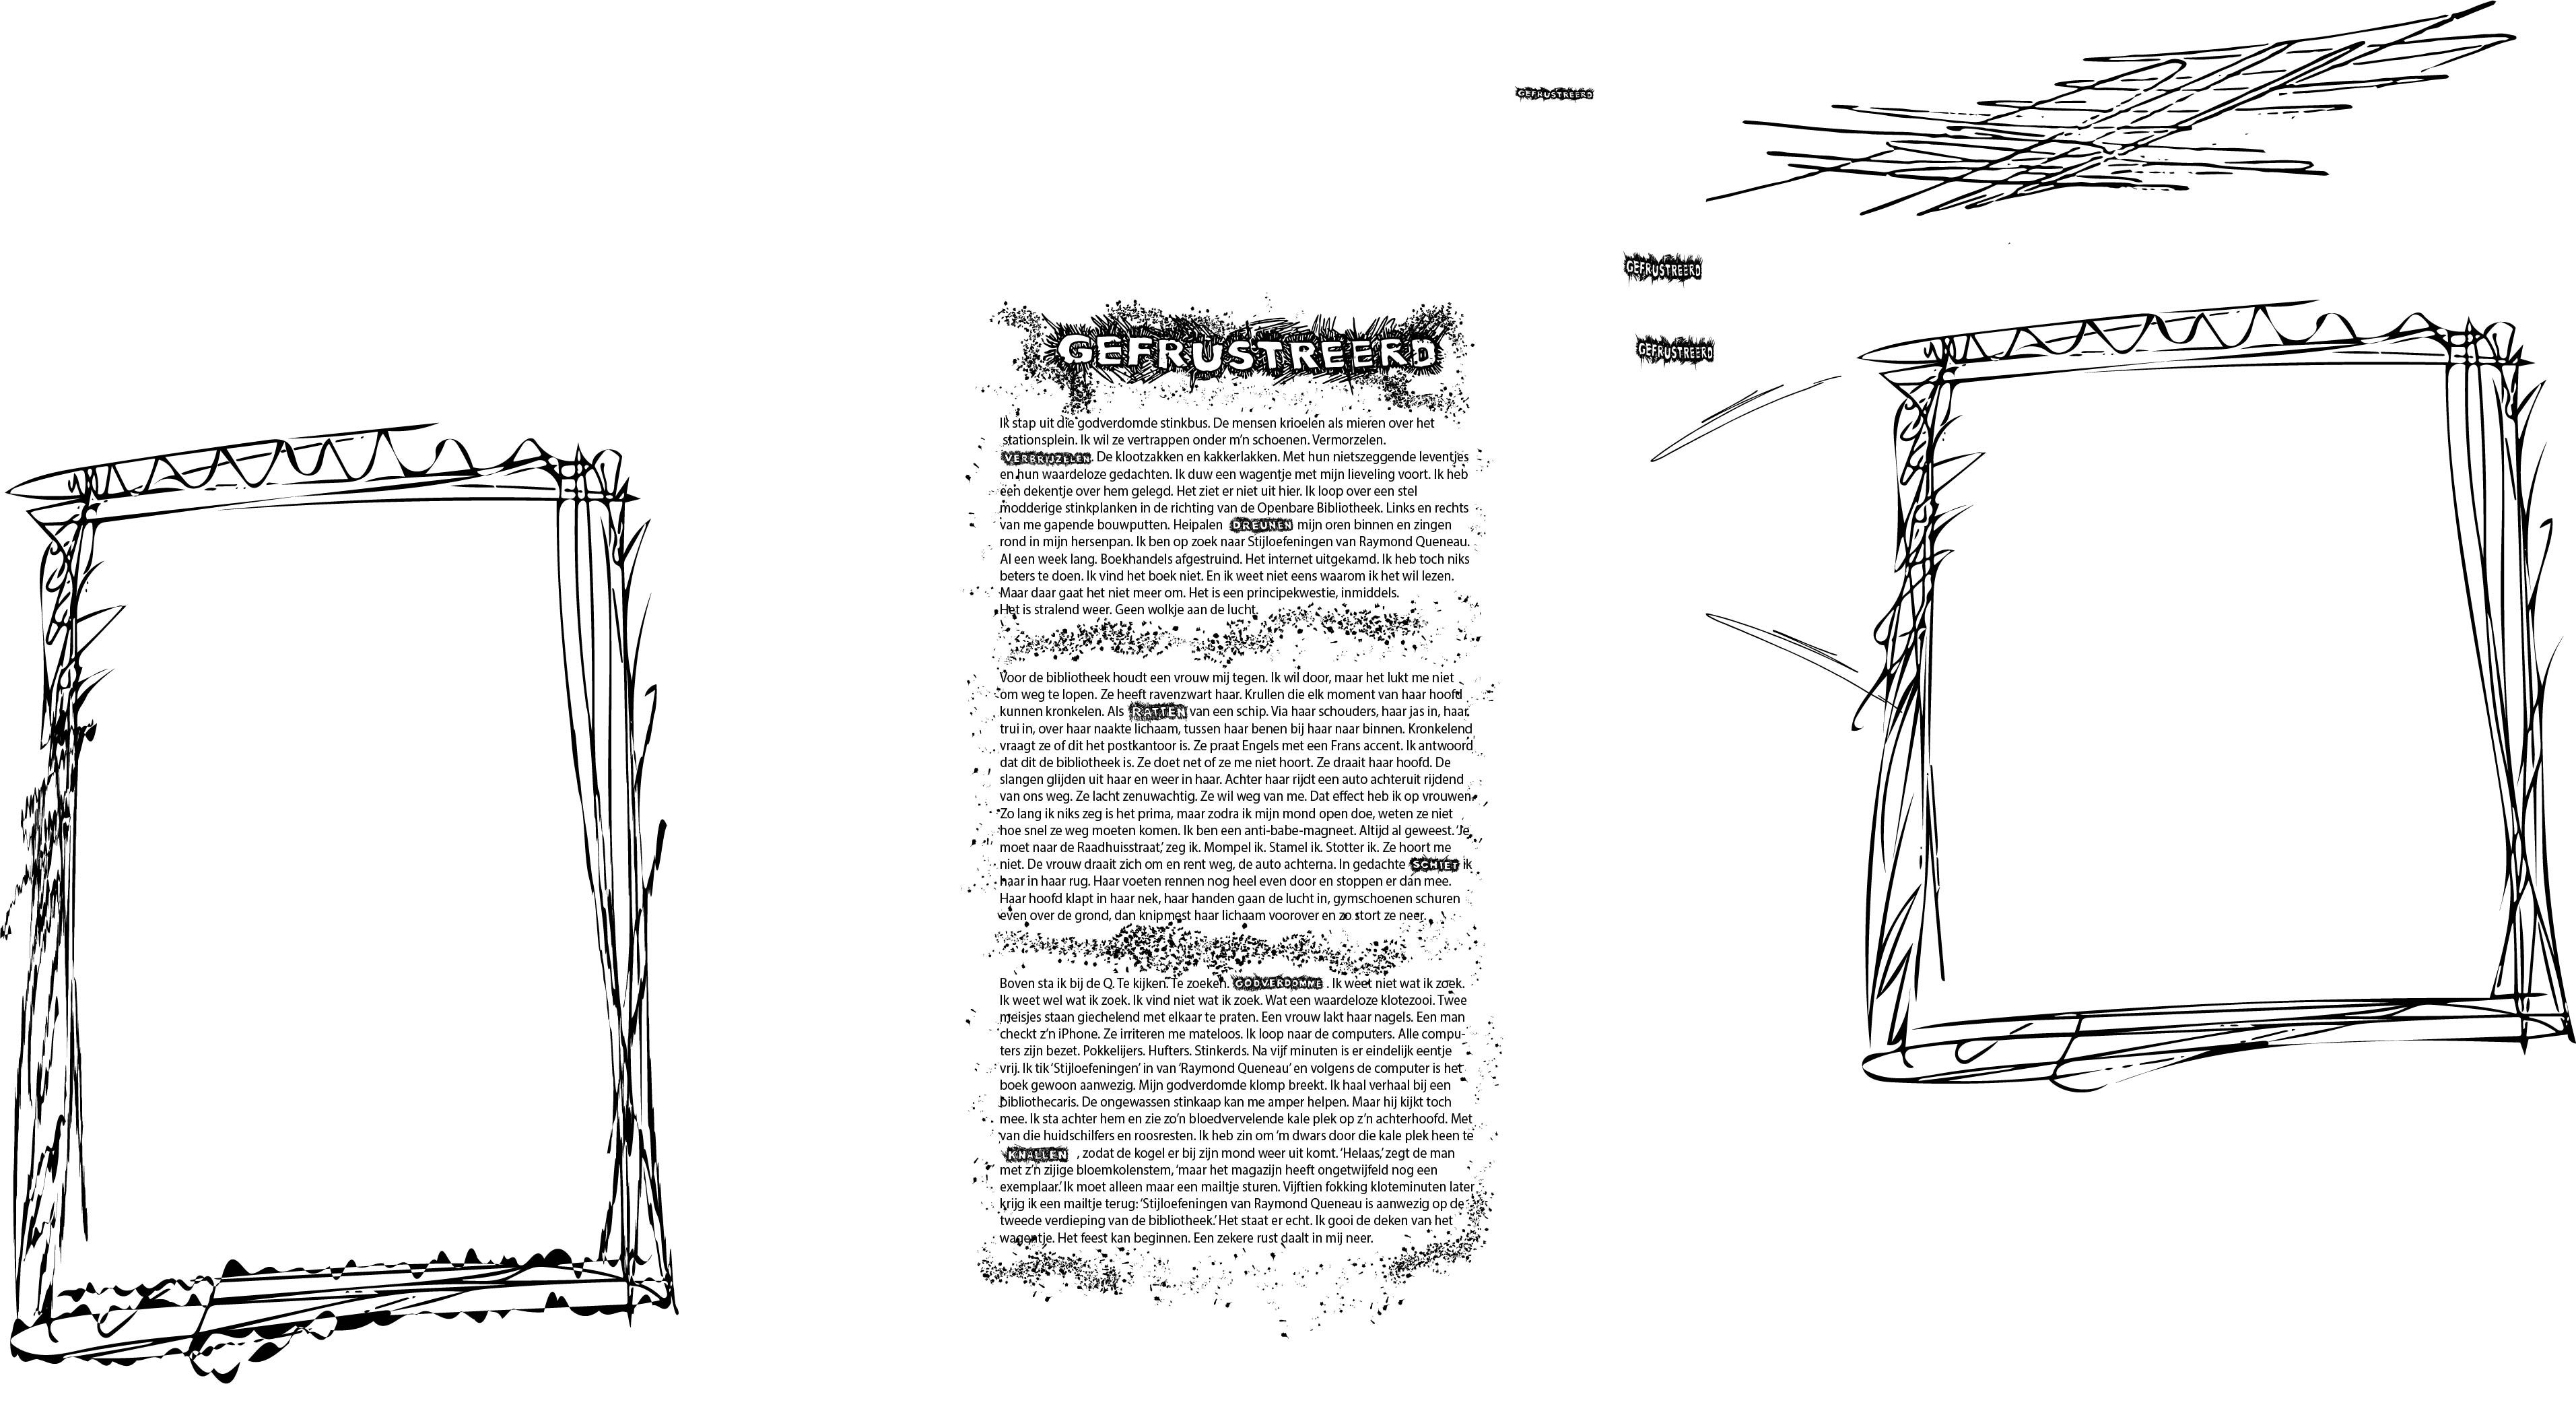 GEFRUSTREERD
GEFRUSTREERD
GEFRUSTREERD
GEFRUSTREERD
Ik stap uit die godverdomde stinkbus. De mensen krioelen als mieren over het
stationsplein. Ik wil ze vertrappen onder m'n schoenen. Vermorzelen.
VERBRIJZELEN. De klootzakken en kakkerlakken. Met hun nietszeggende leventjes
en hun waardeloze gedachten. Ik duw een wagentje met mijn lieveling voort. Ik heb
een dekentje over hem gelegd. Het ziet er niet uit hier. Ik loop over een stel
modderige stinkplanken in de richting van de Openbare Bibliotheek. Links en rechts
van me gapende bouwputten. Heipalen DREUNEN mijn oren binnen en zingen
rond in mijn hersenpan. Ik ben op zoek naar Stijloefeningen van Raymond Queneau.
Al een week lang. Boekhandels afgestruind. Het internet uitgekamd. Ik heb toch niks
beters te doen. Ik vind het boek niet. En ik weet niet eens waarom ik het wil lezen.
Maar daar gaat het niet meer om. Het is een principekwestie, inmiddels.
Het is stralend weer. Geen wolkje aan de lucht.
Voor de bibliotheek houdt een vrouw mij tegen. Ik wil door, maar het lukt me niet
om weg te lopen. Ze heeft ravenzwart haar. Krullen die elk moment van haar hoofd
kunnen kronkelen. Als RATTEN van een schip. Via haar schouders, haar jas in, haar
trui in, over haar naakte lichaam, tussen haar benen bij haar naar binnen. Kronkelend
vraagt ze of dit het postkantoor is. Ze praat Engels met een Frans accent. Ik antwoord
dat dit de bibliotheek is. Ze doet net of ze me niet hoort. Ze draait haar hoofd. De
slangen glijden uit haar en weer in haar. Achter haar rijdt een auto achteruit rijdend
van ons weg. Ze lacht zenuwachtig. Ze wil weg van me. Dat effect heb ik op vrouwen.
Zo lang ik niks zeg is het prima, maar zodra ik mijn mond open doe, weten ze niet
hoe snel ze weg moeten komen. Ik ben een anti-babe-magneet. Altijd al geweest. 'Je
moet naar de Raadhuisstraat,' zeg ik. Mompel ik. Stamel ik. Stotter ik. Ze hoort me
niet. De vrouw draait zich om en rent weg, de auto achterna. In gedachte SCHIET ik
haar in haar rug. Haar voeten rennen nog heel even door en stoppen er dan mee.
Haar hoofd klapt in haar nek, haar handen gaan de lucht in, gymschoenen schuren
even over de grond, dan knipmest haar lichaam voorover en zo stort ze neer.
Boven sta ik bij de Q. Te kijken. Te zoeken. GODVERDOMME. Ik weet niet wat ik zoek.
Ik weet wel wat ik zoek. Ik vind niet wat ik zoek. Wat een waardeloze klotezooi. Twee
meisjes staan giechelend met elkaar te praten. Een vrouw lakt haar nagels. Een man
checkt z'n iPhone. Ze irriteren me mateloos. Ik loop naar de computers. Alle compu-
ters zijn bezet. Pokkelijers. Hufters. Stinkerds. Na vijf minuten is er eindelijk eentje
vrij. Ik tik 'Stijloefeningen' in van 'Raymond Queneau' en volgens de computer is het
boek gewoon aanwezig. Mijn godverdomde klomp breekt. Ik haal verhaal bij een
bibliothecaris. De ongewassen stinkaap kan me amper helpen. Maar hij kijkt toch
mee. Ik sta achter hem en zie zo'n bloedvervelende kale plek op z'n achterhoofd. Met
van die huidschilfers en roosresten. Ik heb zin om 'm dwars door die kale plek heen te
KNALLEN , zodat de kogel er bij zijn mond weer uit komt. 'Helaas,' zegt de man
met z'n zijige bloemkolenstem, 'maar het magazijn heeft ongetwijfeld nog een
exemplaar.' Ik moet alleen maar een mailtje sturen. Vijftien fokking kloteminuten later
krijg ik een mailtje terug: 'Stijloefeningen van Raymond Queneau is aanwezig op de
tweede verdieping van de bibliotheek.' Het staat er echt. Ik gooi de deken van het
wagentje. Het feest kan beginnen. Een zekere rust daalt in mij neer.